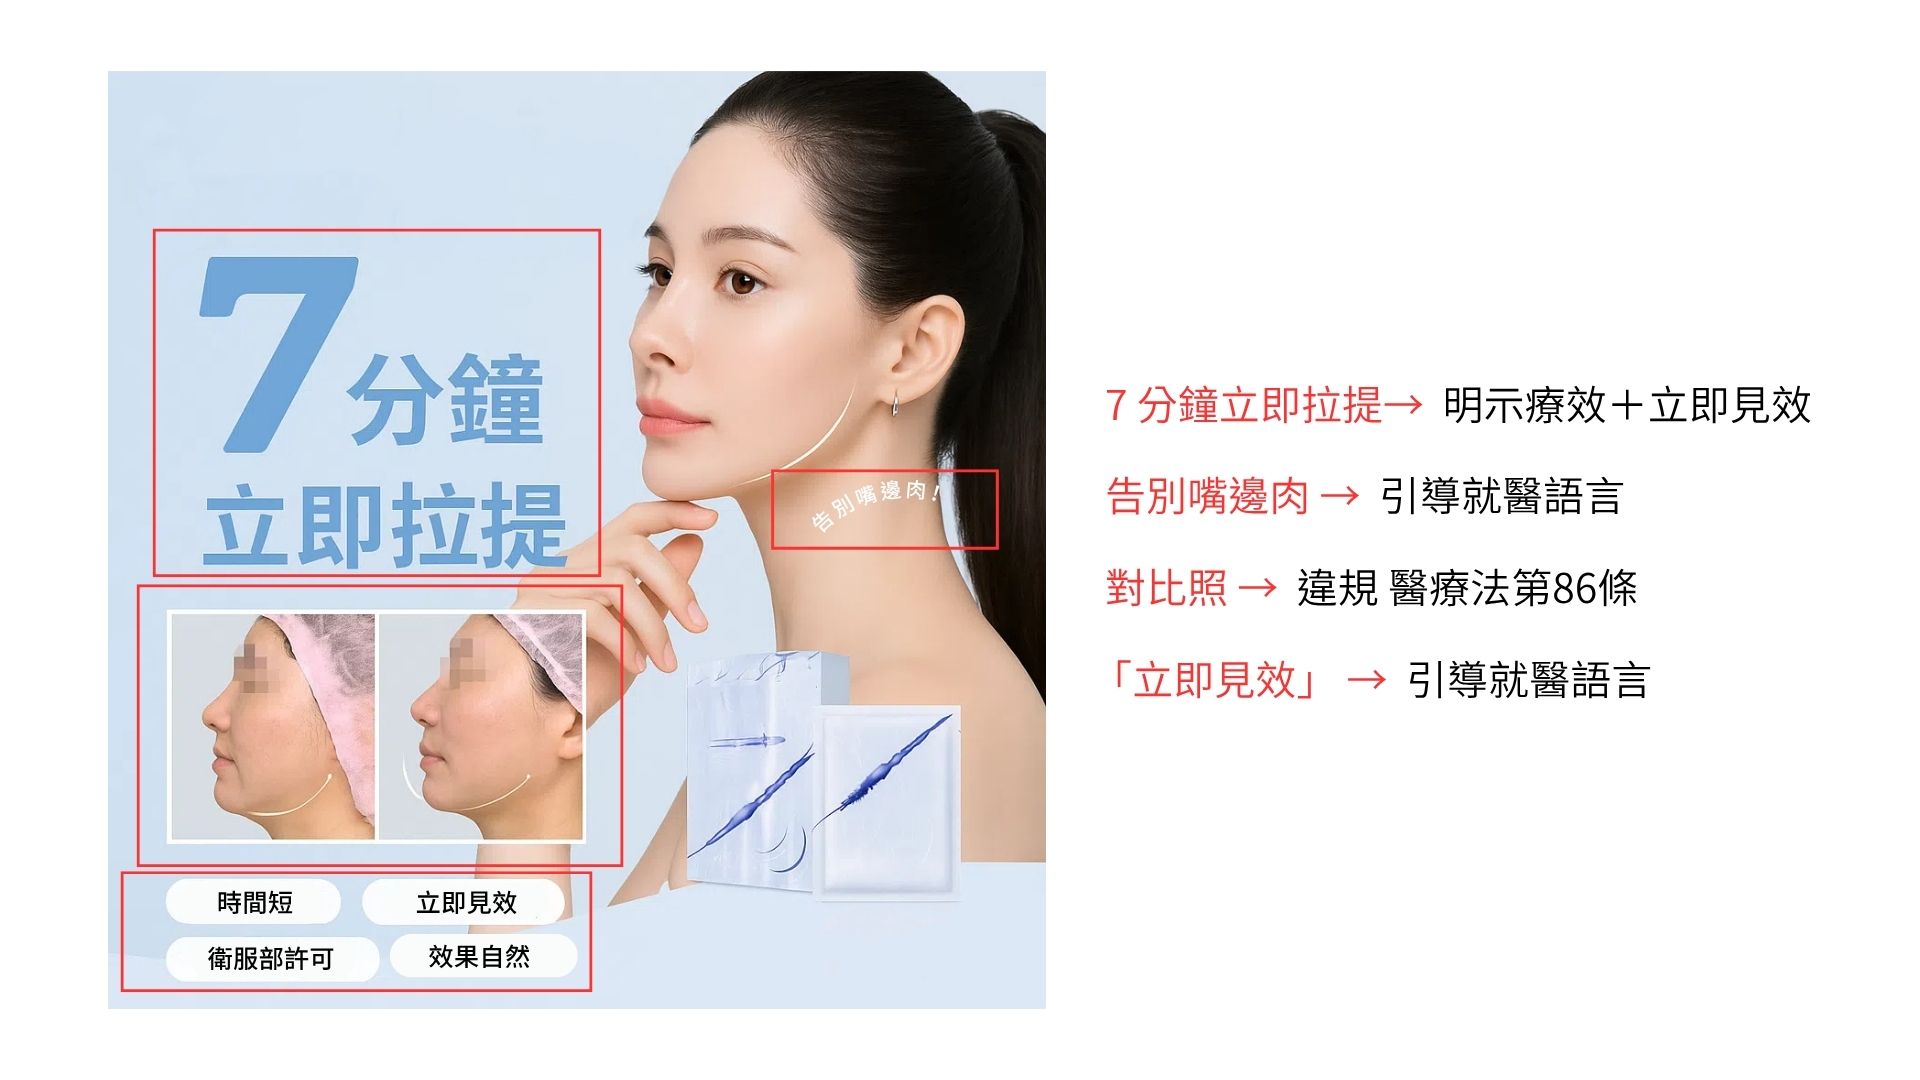 7分鐘
立即拉提
告別嘴邊肉!
時間短
立即見效
衛服部許可
效果自然
7 分鐘立即拉提→ 明示療效＋立即見效
告別嘴邊肉 → 引導就醫語言
對比照 → 違規 醫療法第86條
「立即見效」 → 引導就醫語言